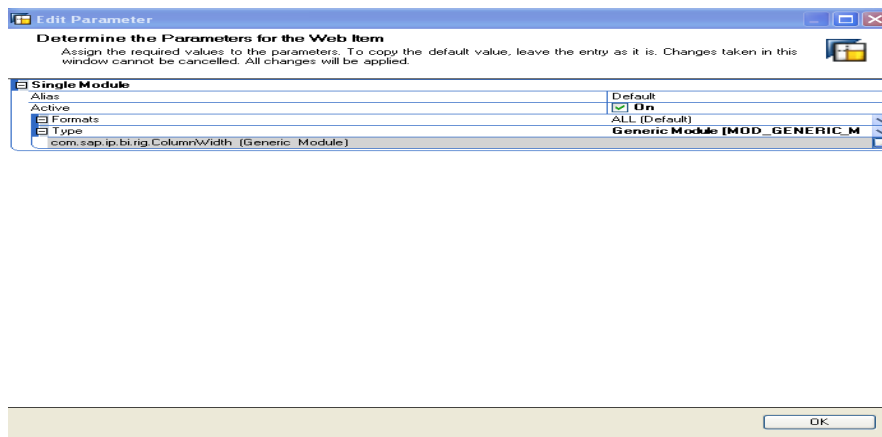 Edit Parameter
Determine the Parameters for the Web Item
Assign the required values to the parameters. To copy the default value, leave the entry as it is. Changes taken in this
window cannot be cancelled. All changes will be applied.
Single Module
Alias Default
Active On
Formats ALL (Default)
Type Generic Module [MOD_GENERIC_M
com.sap.ip.bi.rig.ColumnWidth (Generic Module)
OK